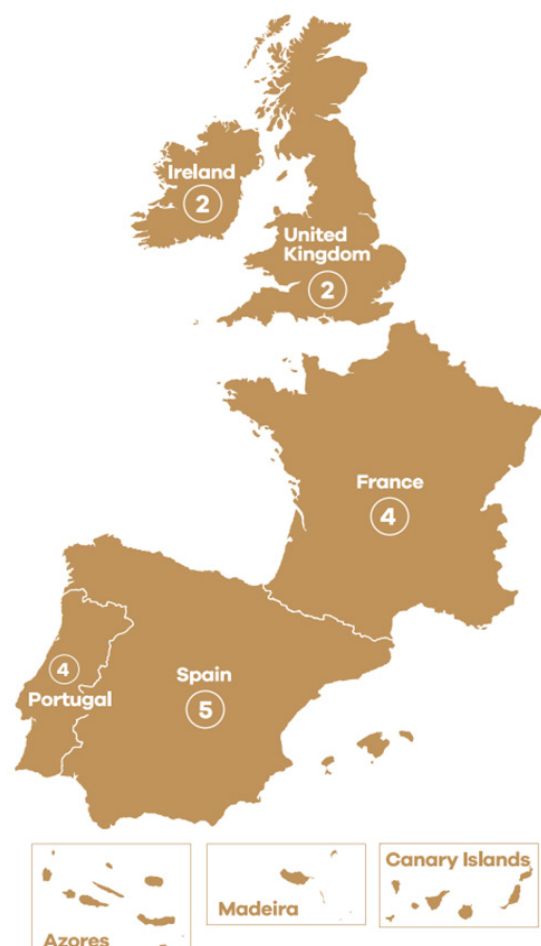 Ireland
2
United
Kingdom
2
France
4
4
Portugal
Spain
5
Azores
Madeira
Canary Islands